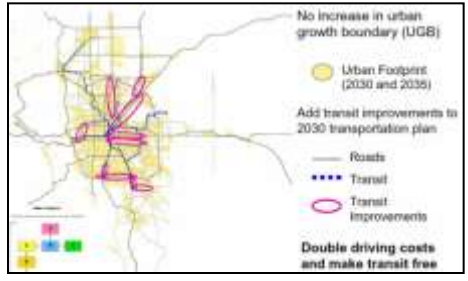 No increase in urban
growth boundary (UGB)
Urban Footprint
(2030 and 2035)
Add transit improvements to
2030 transportation plan
Roads
Transit
Transit
Improvements
Double driving costs
and make transit free